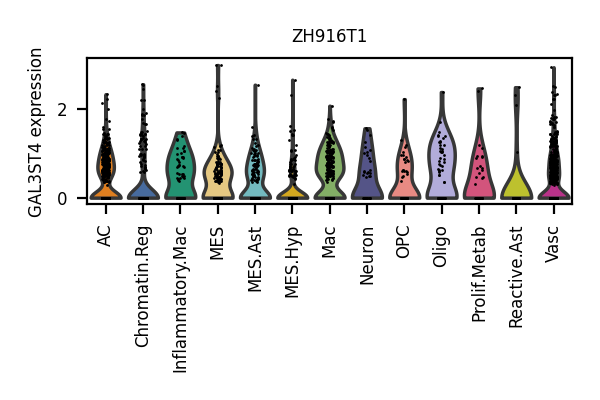 ZH916T1
GAL3ST4 expression
2
0
AC
Chromatin.Reg
Inflammatory.Mac
MES
MES.Ast
MES.Hyp
Mac
Neuron
OPC
Oligo
Prolif.Metab
Reactive.Ast
Vasc